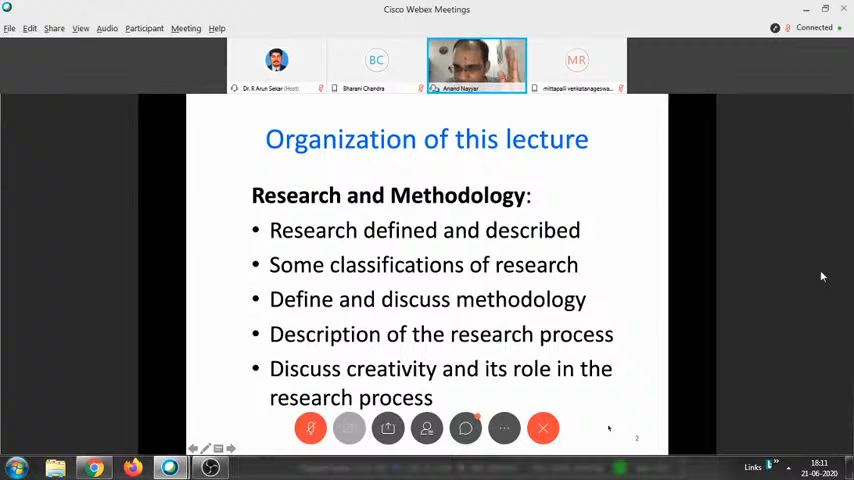 Cisco Webex Meetings
File Edit Share View Audio Participant Meeting Help
Connected
BC
MR
Dr. R Arun Sekar (Host)
Bharani Chandra
Anand Nayyar
mittapalli venkatanageswa...
Organization of this lecture
Research and Methodology:
• Research defined and described
• Some classifications of research
• Define and discuss methodology
• Description of the research process
• Discuss creativity and its role in the
research process
2
Links
18:11
21-06-2020